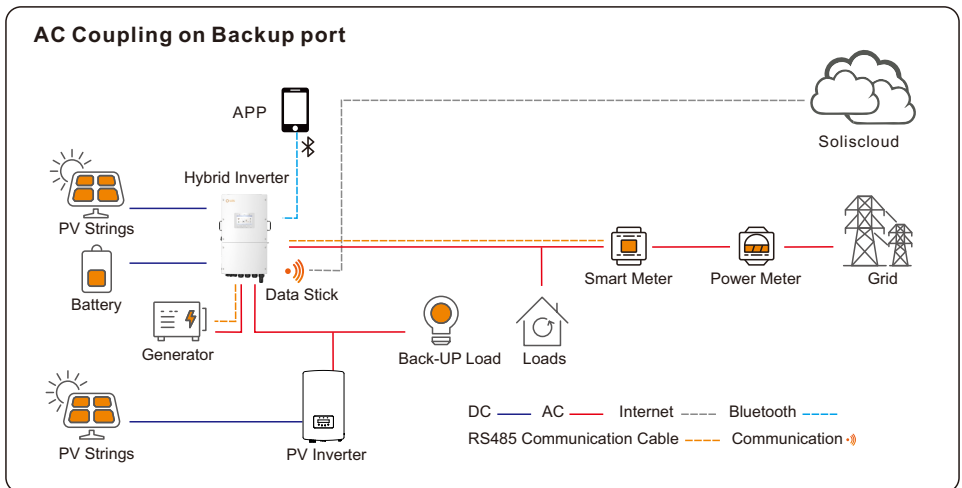 AC Coupling on Backup port
APP
Soliscloud
Hybrid Inverter
PV Strings
Battery
Data Stick
Smart Meter
Power Meter
Grid
Generator
Back-UP Load
Loads
DC AC Internet Bluetooth
RS485 Communication Cable Communication
PV Strings
PV Inverter